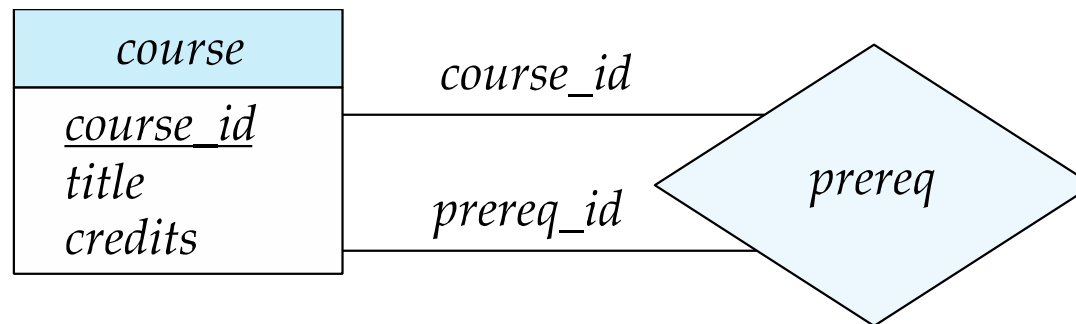 course
course_id
title
credits
course_id
prereq_id
prereq